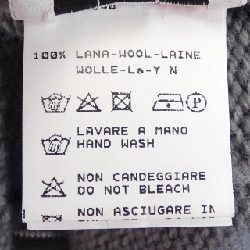 100% LANA-WOOL-LAINE
WOLLE-La-Y N
P
LAVARE A MANO
HAND WASH
NON CANDEGGIARE
DO NOT BLEACH
NON ASCIUGARE IN